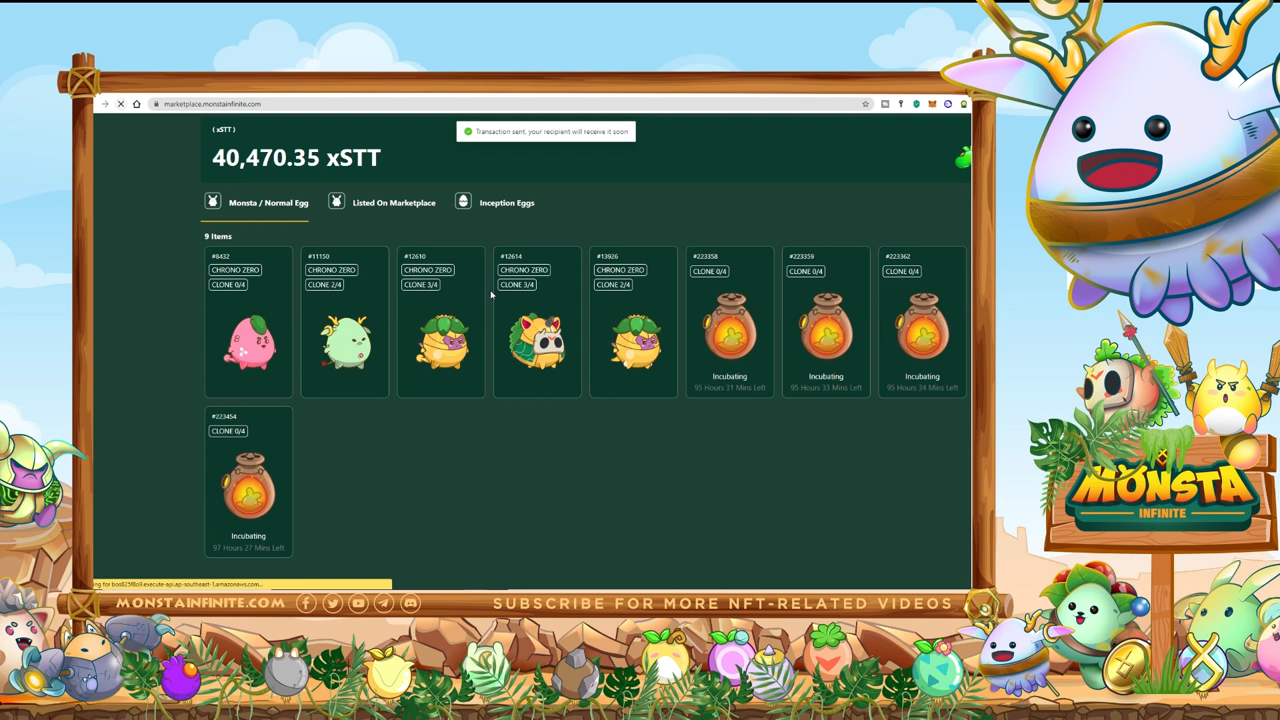 marketplace.monstainfinite.com
( xSTT )
Transaction sent, your recipient will receive it soon
40,470.35 xSTT
Monsta / Normal Egg
Listed On Marketplace
Inception Eggs
9 Items
#8432
CHRONO ZERO
CLONE 0/4
#11150
CHRONO ZERO
CLONE 2/4
#12610
CHRONO ZERO
CLONE 3/4
#12614
CHRONO ZERO
CLONE 3/4
#13926
CHRONO ZERO
CLONE 2/4
#223358
CLONE 0/4
Incubating
95 Hours 31 Mins Left
#223359
CLONE 0/4
Incubating
95 Hours 33 Mins Left
#223362
CLONE 0/4
Incubating
95 Hours 34 Mins Left
#223454
CLONE 0/4
Incubating
97 Hours 27 Mins Left
MONSTA
INFINITE
MONSTAINFINITE.COM
SUBSCRIBE FOR MORE NFT-RELATED VIDEOS